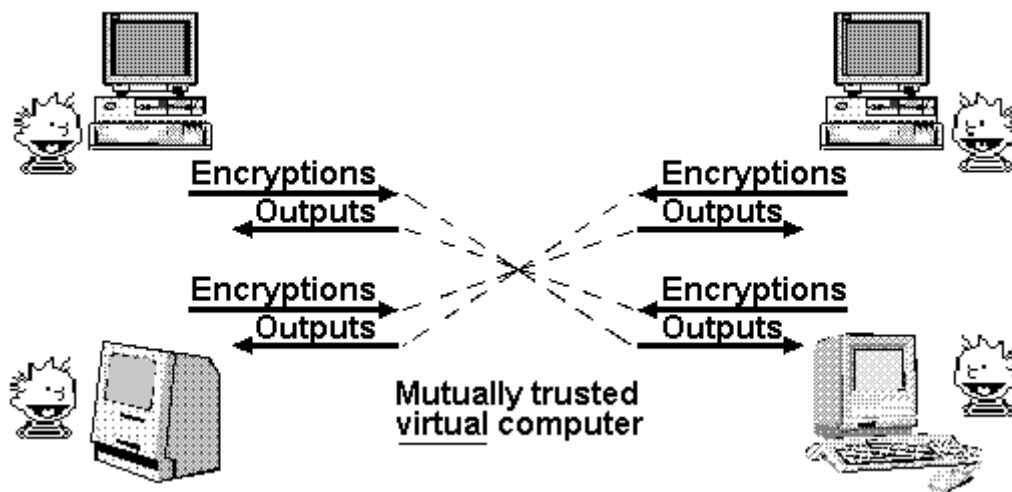 Encryptions
Encryptions
Outputs
Outputs
Encryptions
Encryptions
Outputs
Outputs
Mutually trusted
virtual computer